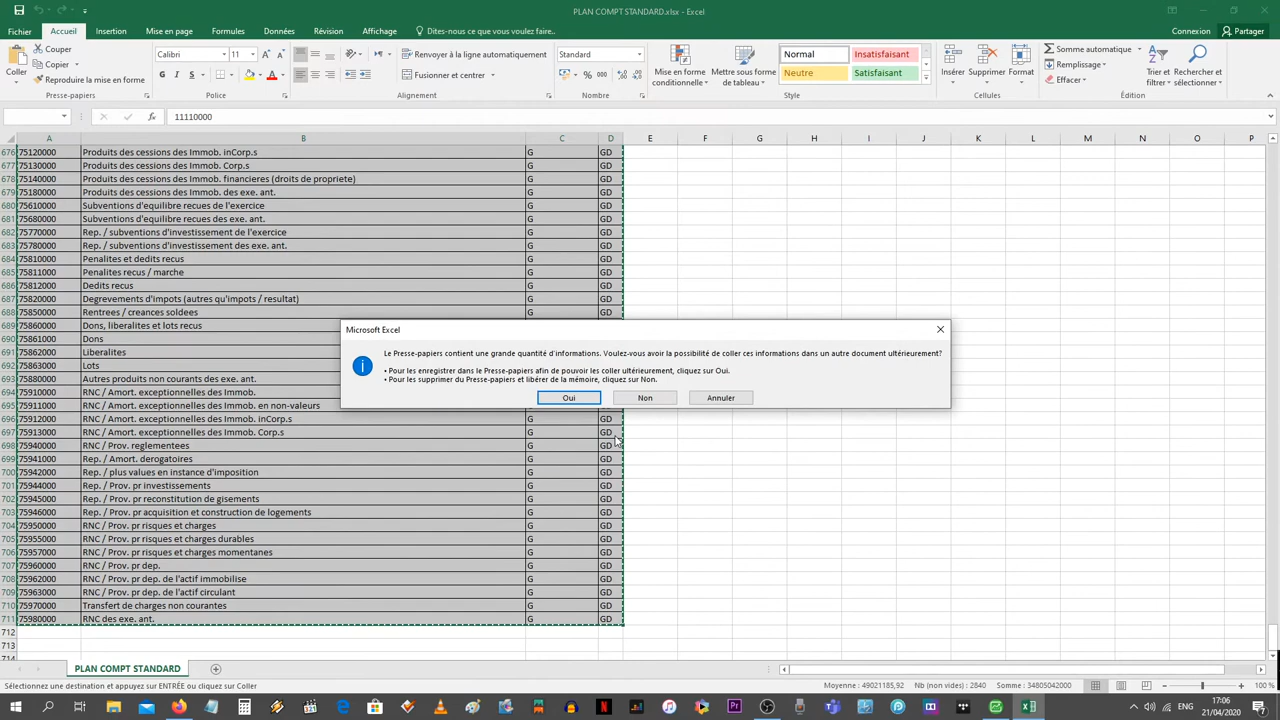 PLAN COMPT STANDARD.xlsx - Excel
Fichier Accueil Insertion Mise en page Formules Données Révision Affichage Dites-nous ce que vous voulez faire.. Connexion Partager
Coller
Couper
Copier
Reproduire la mise en forme
Calibri 11
G I S
Renvoyer à la ligne automatiquement
Fusionner et centrer
Standard
% 000
Mise en forme conditionnelle
Mettre sous forme de tableau
Normal Insatisfaisant
Neutre Satisfaisant
Insérer Supprimer Format
Somme automatique
Remplissage
Effacer
Trier et filtrer
Rechercher et sélectionner
Presse-papiers Police Alignement Nombre Style Cellules Édition
fx 11110000
A B C D E F G H I J K L M N O P
676 75120000 Produits des cessions des Immob. inCorp.s G GD
677 75130000 Produits des cessions des Immob. Corp.s G GD
678 75140000 Produits des cessions des Immob. financieres (droits de propriete) G GD
679 75180000 Produits des cessions des Immob. des exe. ant. G GD
680 75610000 Subventions d'equilibre recues de l'exercice G GD
681 75680000 Subventions d'equilibre recues des exe. ant. G GD
682 75770000 Rep. / subventions d'investissement de l'exercice G GD
683 75780000 Rep. / subventions d'investissement des exe. ant. G GD
684 75810000 Penalites et dedits recus G GD
685 75811000 Penalites recus / marche G GD
686 75812000 Dedits recus G GD
687 75820000 Degrevements d'impots (autres qu'impots / resultat) G GD
688 75850000 Rentrees / creances soldees G GD
689 75860000 Dons, liberalites et lots recus
690 75861000 Dons
691 75862000 Liberalites
692 75863000 Lots
693 75880000 Autres produits non courants des exe. ant.
694 75910000 RNC / Amort. exceptionnelles des Immob.
695 75911000 RNC / Amort. exceptionnelles des Immob. en non-valeurs
696 75912000 RNC / Amort. exceptionnelles des Immob. inCorp.s G GD
697 75913000 RNC / Amort. exceptionnelles des Immob. Corp.s G GD
698 75940000 RNC / Prov. reglementees G GD
699 75941000 Rep. / Amort. derogatoires G GD
700 75942000 Rep. / plus values en instance d'imposition G GD
701 75944000 Rep. / Prov. pr investissements G GD
702 75945000 Rep. / Prov. pr reconstitution de gisements G GD
703 75946000 Rep. / Prov. pr acquisition et construction de logements G GD
704 75950000 RNC / Prov. pr risques et charges G GD
705 75955000 RNC / Prov. pr risques et charges durables G GD
706 75957000 RNC / Prov. pr risques et charges momentanes G GD
707 75960000 RNC / Prov. pr dep. G GD
708 75962000 RNC / Prov. pr dep. de l'actif immobilise G GD
709 75963000 RNC / Prov. pr dep. de l'actif circulant G GD
710 75970000 Transfert de charges non courantes G GD
711 75980000 RNC des exe. ant. G GD
712
713
714
Microsoft Excel
Le Presse-papiers contient une grande quantité d'informations. Voulez-vous avoir la possibilité de coller ces informations dans un autre document ultérieurement?
• Pour les enregistrer dans le Presse-papiers afin de pouvoir les coller ultérieurement, cliquez sur Oui.
• Pour les supprimer du Presse-papiers et libérer de la mémoire, cliquez sur Non.
Oui Non Annuler
PLAN COMPT STANDARD
Sélectionnez une destination et appuyez sur ENTRÉE ou cliquez sur Coller Moyenne : 49021185,92 Nb (non vides) : 2840 Somme : 34805042000 100 %
ENG
17:06
21/04/2020